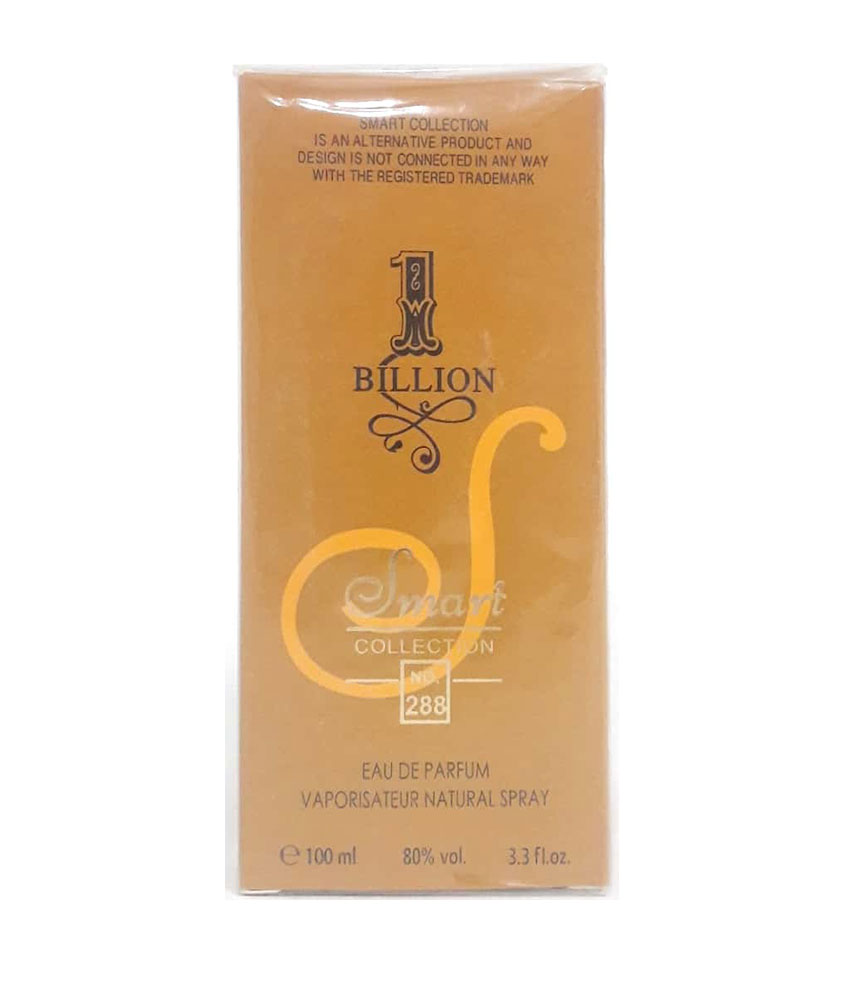 SMART COLLECTION
IS AN ALTERNATIVE PRODUCT AND
DESIGN IS NOT CONNECTED IN ANY WAY
WITH THE REGISTERED TRADEMARK
1
BILLION
Smart
COLLECTION
NO.
288
EAU DE PARFUM
VAPORISATEUR NATURAL SPRAY
℮ 100 ml 80% vol. 3.3 fl.oz.